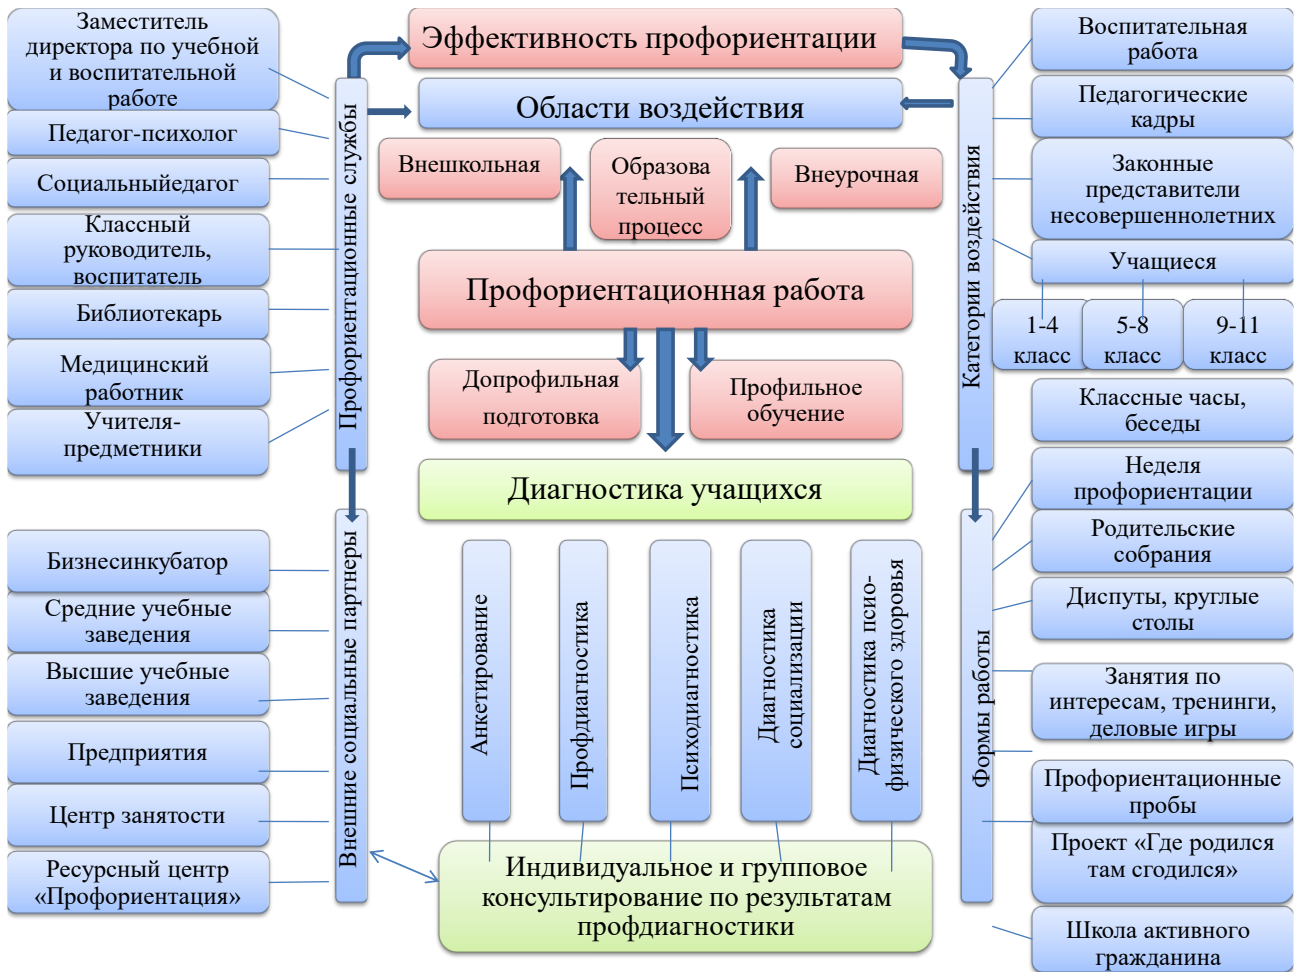 Заместитель
директора по учебной
и воспитательной
работе
Педагог-психолог
Социальныйедагог
Классный
руководитель,
воспитатель
Библиотекарь
Медицинский
работник
Учителя-
предметники
Профориентационные службы
Эффективность профориентации
Области воздействия
Внешкольная
Образова
тельный
процесс
Внеурочная
Профориентационная работа
Допрофильная
подготовка
Профильное
обучение
Диагностика учащихся
Категории воздействия
Воспитательная
работа
Педагогические
кадры
Законные
представители
несовершеннолетних
Учащиеся
1-4
класс
5-8
класс
9-11
класс
Бизнесинкубатор
Средние учебные
заведения
Высшие учебные
заведения
Предприятия
Центр занятости
Ресурсный центр
«Профориентация»
Внешние социальные партнеры
Анкетирование
Профдиагностика
Психодиагностика
Диагностика
социализации
Диагностика псио-
физического здоровья
Индивидуальное и групповое
консультирование по результатам
профдиагностики
Формы работы
Классные часы,
беседы
Неделя
профориентации
Родительские
собрания
Диспуты, круглые
столы
Занятия по
интересам, тренинги,
деловые игры
Профориентационные
пробы
Проект «Где родился
там сгодился»
Школа активного
гражданина